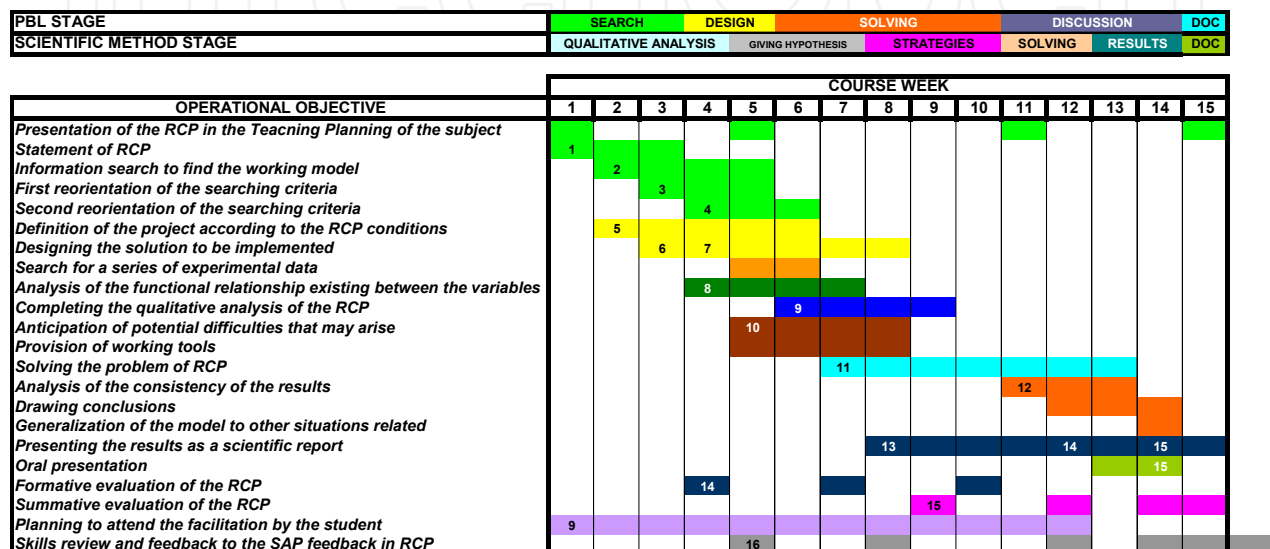 PBL STAGE SEARCH DESIGN SOLVING DISCUSSION DOC
SCIENTIFIC METHOD STAGE QUALITATIVE ANALYSIS GIVING HYPOTHESIS STRATEGIES SOLVING RESULTS DOC
COURSE WEEK
OPERATIONAL OBJECTIVE 1 2 3 4 5 6 7 8 9 10 11 12 13 14 15
Presentation of the RCP in the Teacning Planning of the subject
Statement of RCP 1
Information search to find the working model 2
First reorientation of the searching criteria 3
Second reorientation of the searching criteria 4
Definition of the project according to the RCP conditions 5
Designing the solution to be implemented 6 7
Search for a series of experimental data
Analysis of the functional relationship existing between the variables 8
Completing the qualitative analysis of the RCP 9
Anticipation of potential difficulties that may arise 10
Provision of working tools
Solving the problem of RCP 11
Analysis of the consistency of the results 12
Drawing conclusions
Generalization of the model to other situations related
Presenting the results as a scientific report 13 14 15
Oral presentation 15
Formative evaluation of the RCP 14
Summative evaluation of the RCP 15
Planning to attend the facilitation by the student 9
Skills review and feedback to the SAP feedback in RCP 16